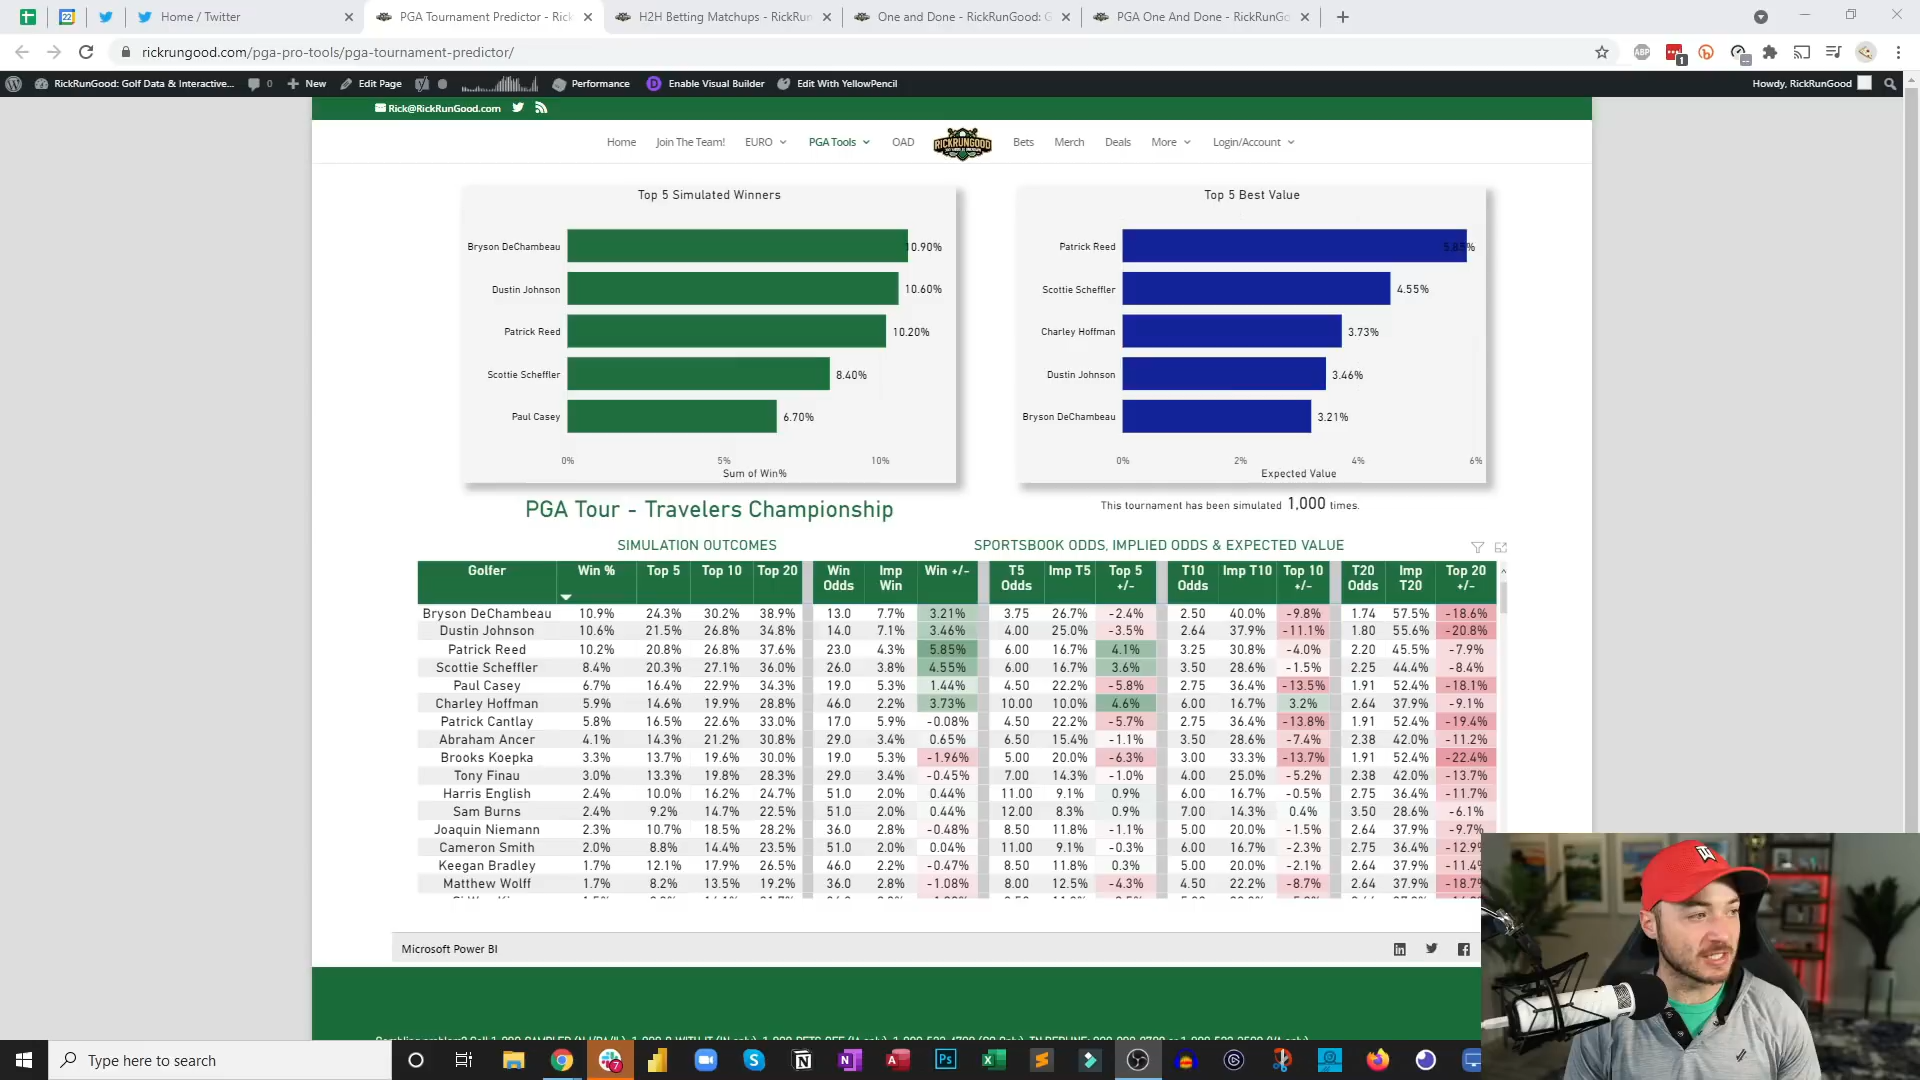 Home / Twitter
PGA Tournament Predictor - Rick
H2H Betting Matchups - RickRun
One and Done - RickRunGood: G
PGA One And Done - RickRunGo
rickrungood.com/pga-pro-tools/pga-tournament-predictor/
RickRunGood: Golf Data & Interactive... 0 New Edit Page Performance Enable Visual Builder Edit With YellowPencil Howdy, RickRunGood
Rick@RickRunGood.com
Home Join The Team! EURO PGA Tools OAD RICKRUNGOOD Bets Merch Deals More Login/Account
Top 5 Simulated Winners
Bryson DeChambeau 10.90%
Dustin Johnson 10.60%
Patrick Reed 10.20%
Scottie Scheffler 8.40%
Paul Casey 6.70%
0% 5% 10%
Sum of Win%
Top 5 Best Value
Patrick Reed 5.85%
Scottie Scheffler 4.55%
Charley Hoffman 3.73%
Dustin Johnson 3.46%
Bryson DeChambeau 3.21%
0% 2% 4% 6%
Expected Value
PGA Tour - Travelers Championship
This tournament has been simulated 1,000 times.
SIMULATION OUTCOMES SPORTSBOOK ODDS, IMPLIED ODDS & EXPECTED VALUE
Golfer Win % Top 5 Top 10 Top 20 Win Odds Imp Win Win +/- T5 Odds Imp T5 Top 5 +/- T10 Odds Imp T10 Top 10 +/- T20 Odds Imp T20 Top 20 +/-
Bryson DeChambeau 10.9% 24.3% 30.2% 38.9% 13.0 7.7% 3.21% 3.75 26.7% -2.4% 2.50 40.0% -9.8% 1.74 57.5% -18.6%
Dustin Johnson 10.6% 21.5% 26.8% 34.8% 14.0 7.1% 3.46% 4.00 25.0% -3.5% 2.64 37.9% -11.1% 1.80 55.6% -20.8%
Patrick Reed 10.2% 20.8% 26.8% 37.6% 23.0 4.3% 5.85% 6.00 16.7% 4.1% 3.25 30.8% -4.0% 2.20 45.5% -7.9%
Scottie Scheffler 8.4% 20.3% 27.1% 36.0% 26.0 3.8% 4.55% 6.00 16.7% 3.6% 3.50 28.6% -1.5% 2.25 44.4% -8.4%
Paul Casey 6.7% 16.4% 22.9% 34.3% 19.0 5.3% 1.44% 4.50 22.2% -5.8% 2.75 36.4% -13.5% 1.91 52.4% -18.1%
Charley Hoffman 5.9% 14.6% 19.9% 28.8% 46.0 2.2% 3.73% 10.00 10.0% 4.6% 6.00 16.7% 3.2% 2.64 37.9% -9.1%
Patrick Cantlay 5.8% 16.5% 22.6% 33.0% 17.0 5.9% -0.08% 4.50 22.2% -5.7% 2.75 36.4% -13.8% 1.91 52.4% -19.4%
Abraham Ancer 4.1% 14.3% 21.2% 30.8% 29.0 3.4% 0.65% 6.50 15.4% -1.1% 3.50 28.6% -7.4% 2.38 42.0% -11.2%
Brooks Koepka 3.3% 13.7% 19.6% 30.0% 19.0 5.3% -1.96% 5.00 20.0% -6.3% 3.00 33.3% -13.7% 1.91 52.4% -22.4%
Tony Finau 3.0% 13.3% 19.8% 28.3% 29.0 3.4% -0.45% 7.00 14.3% -1.0% 4.00 25.0% -5.2% 2.38 42.0% -13.7%
Harris English 2.4% 10.0% 16.2% 24.7% 51.0 2.0% 0.44% 11.00 9.1% 0.9% 6.00 16.7% -0.5% 2.75 36.4% -11.7%
Sam Burns 2.4% 9.2% 14.7% 22.5% 51.0 2.0% 0.44% 12.00 8.3% 0.9% 7.00 14.3% 0.4% 3.50 28.6% -6.1%
Joaquin Niemann 2.3% 10.7% 18.5% 28.2% 36.0 2.8% -0.48% 8.50 11.8% -1.1% 5.00 20.0% -1.5% 2.64 37.9% -9.7%
Cameron Smith 2.0% 8.8% 14.4% 23.5% 51.0 2.0% 0.04% 11.00 9.1% -0.3% 6.00 16.7% -2.3% 2.75 36.4% -12.9%
Keegan Bradley 1.7% 12.1% 17.9% 26.5% 46.0 2.2% -0.47% 8.50 11.8% 0.3% 5.00 20.0% -2.1% 2.64 37.9% -11.4%
Matthew Wolff 1.7% 8.2% 13.5% 19.2% 36.0 2.8% -1.08% 8.00 12.5% -4.3% 4.50 22.2% -8.7% 2.64 37.9% -18.7%
Microsoft Power BI
Type here to search